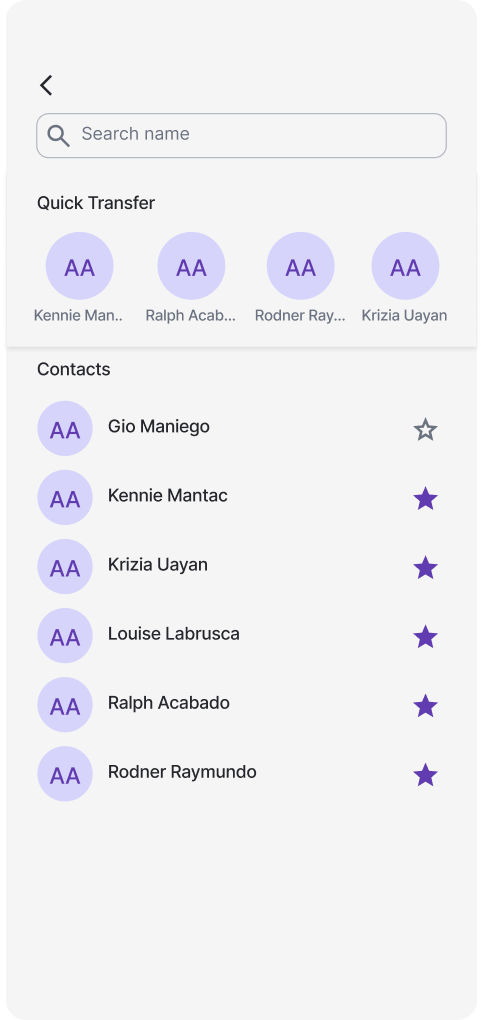 Search name
Quick Transfer
AA AA AA AA
Kennie Man.. Ralph Acab... Rodner Ray... Krizia Uayan
Contacts
AA Gio Maniego
AA Kennie Mantac
AA Krizia Uayan
AA Louise Labrusca
AA Ralph Acabado
AA Rodner Raymundo